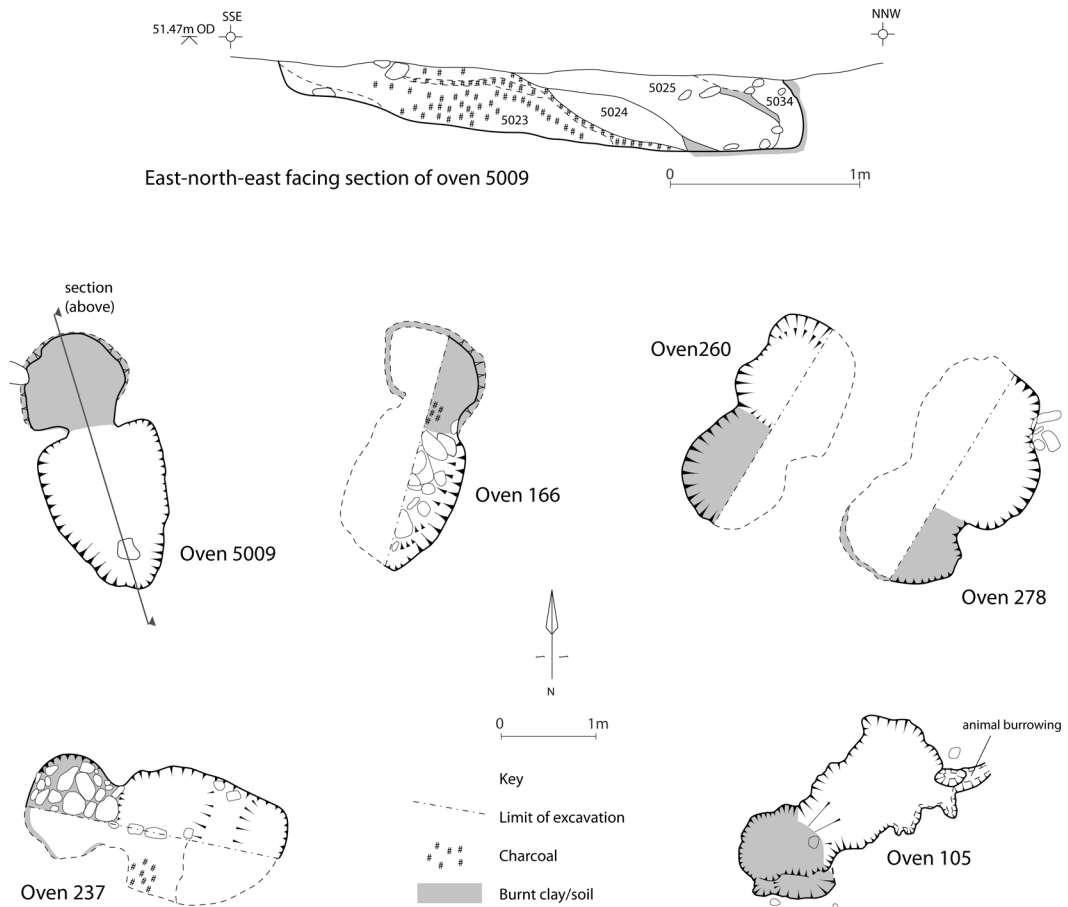 SSE
NNW
51.47m OD
5025
5034
5024
5023
East-north-east facing section of oven 5009
0 1m
section
(above)
Oven260
Oven 166
Oven 5009
Oven 278
N
0 1m
animal burrowing
Key
Limit of excavation
Charcoal
Oven 105
Oven 237
Burnt clay/soil